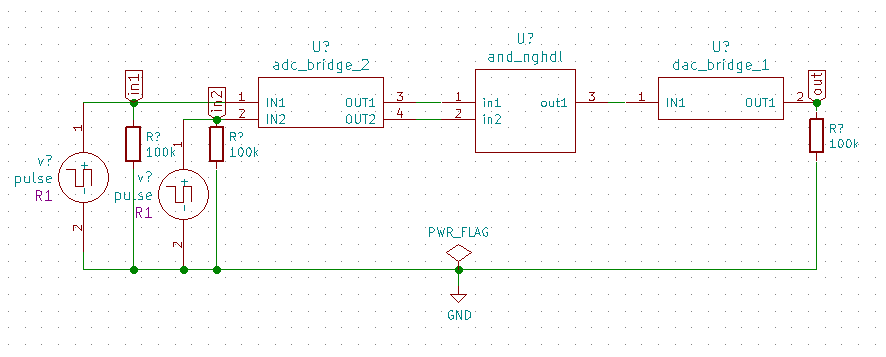 U?
adc_bridge_2
U?
and_nghdl
U?
dac_bridge_1
in1
in2
out
1
IN1
OUT1
3
2
IN2
OUT2
4
1
in1
out1
3
2
in2
1
IN1
OUT1
2
R?
100k
R?
100k
R?
100k
1
v?
pulse
R1
2
1
v?
pulse
R1
2
PWR_FLAG
GND